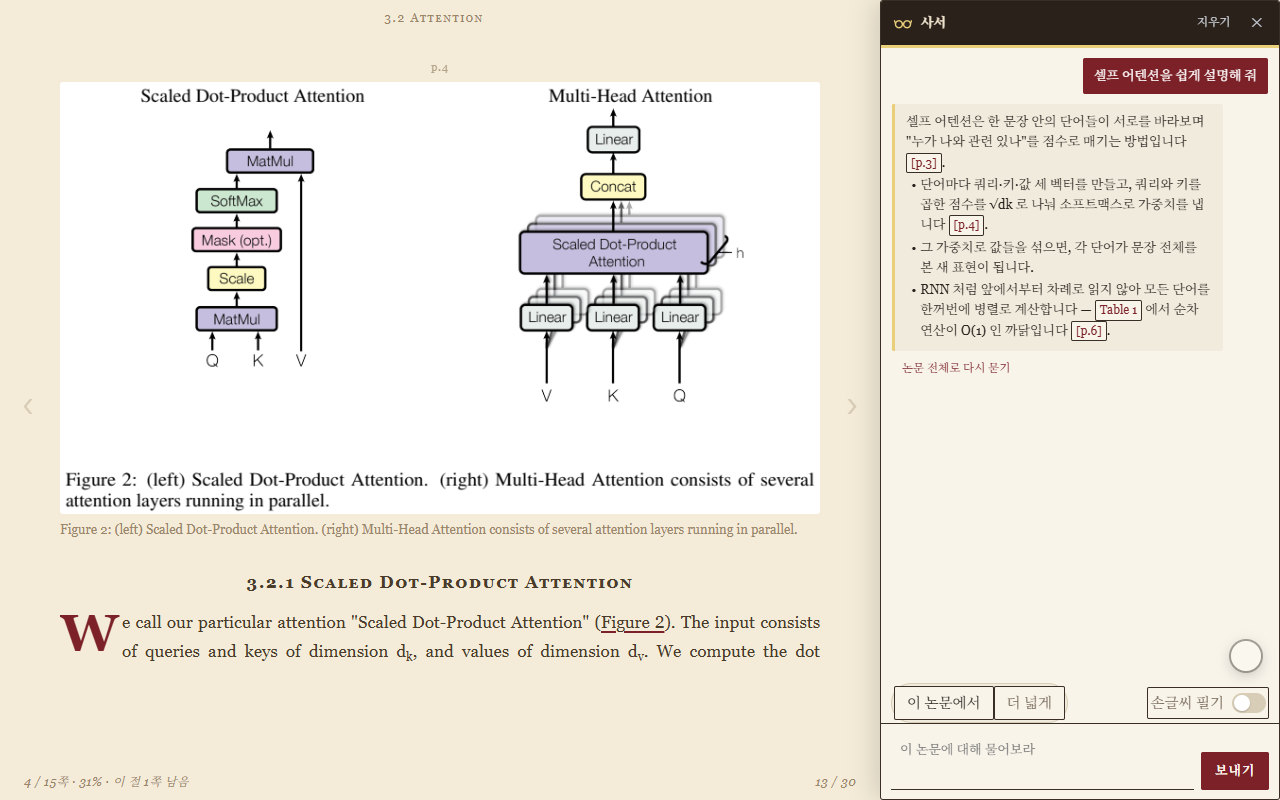 3.2 Attention
p.4
Scaled Dot-Product Attention
MatMul
SoftMax
Mask (opt.)
Scale
MatMul
Q K V
Multi-Head Attention
Linear
Concat
Scaled Dot-Product
Attention
h
Linear Linear Linear
V K Q
Figure 2: (left) Scaled Dot-Product Attention. (right) Multi-Head Attention consists of several
attention layers running in parallel.
Figure 2: (left) Scaled Dot-Product Attention. (right) Multi-Head Attention consists of several attention layers running in parallel.
3.2.1 Scaled Dot-Product Attention
We call our particular attention "Scaled Dot-Product Attention" (Figure 2). The input consists
of queries and keys of dimension dk, and values of dimension dv. We compute the dot
4 / 15쪽 · 31% · 이 절 1쪽 남음
13 / 30
사서
지우기 ×
셀프 어텐션을 쉽게 설명해 줘
셀프 어텐션은 한 문장 안의 단어들이 서로를 바라보며
"누가 나와 관련 있나"를 점수로 매기는 방법입니다
[p.3].
• 단어마다 쿼리·키·값 세 벡터를 만들고, 쿼리와 키를
곱한 점수를 √dk 로 나눠 소프트맥스로 가중치를 냅
니다 [p.4].
• 그 가중치로 값들을 섞으면, 각 단어가 문장 전체를
본 새 표현이 됩니다.
• RNN 처럼 앞에서부터 차례로 읽지 않아 모든 단어를
한꺼번에 병렬로 계산합니다 — Table 1 에서 순차
연산이 O(1) 인 까닭입니다 [p.6].
논문 전체로 다시 묻기
이 논문에서 더 넓게
손글씨 필기
이 논문에 대해 물어보라
보내기